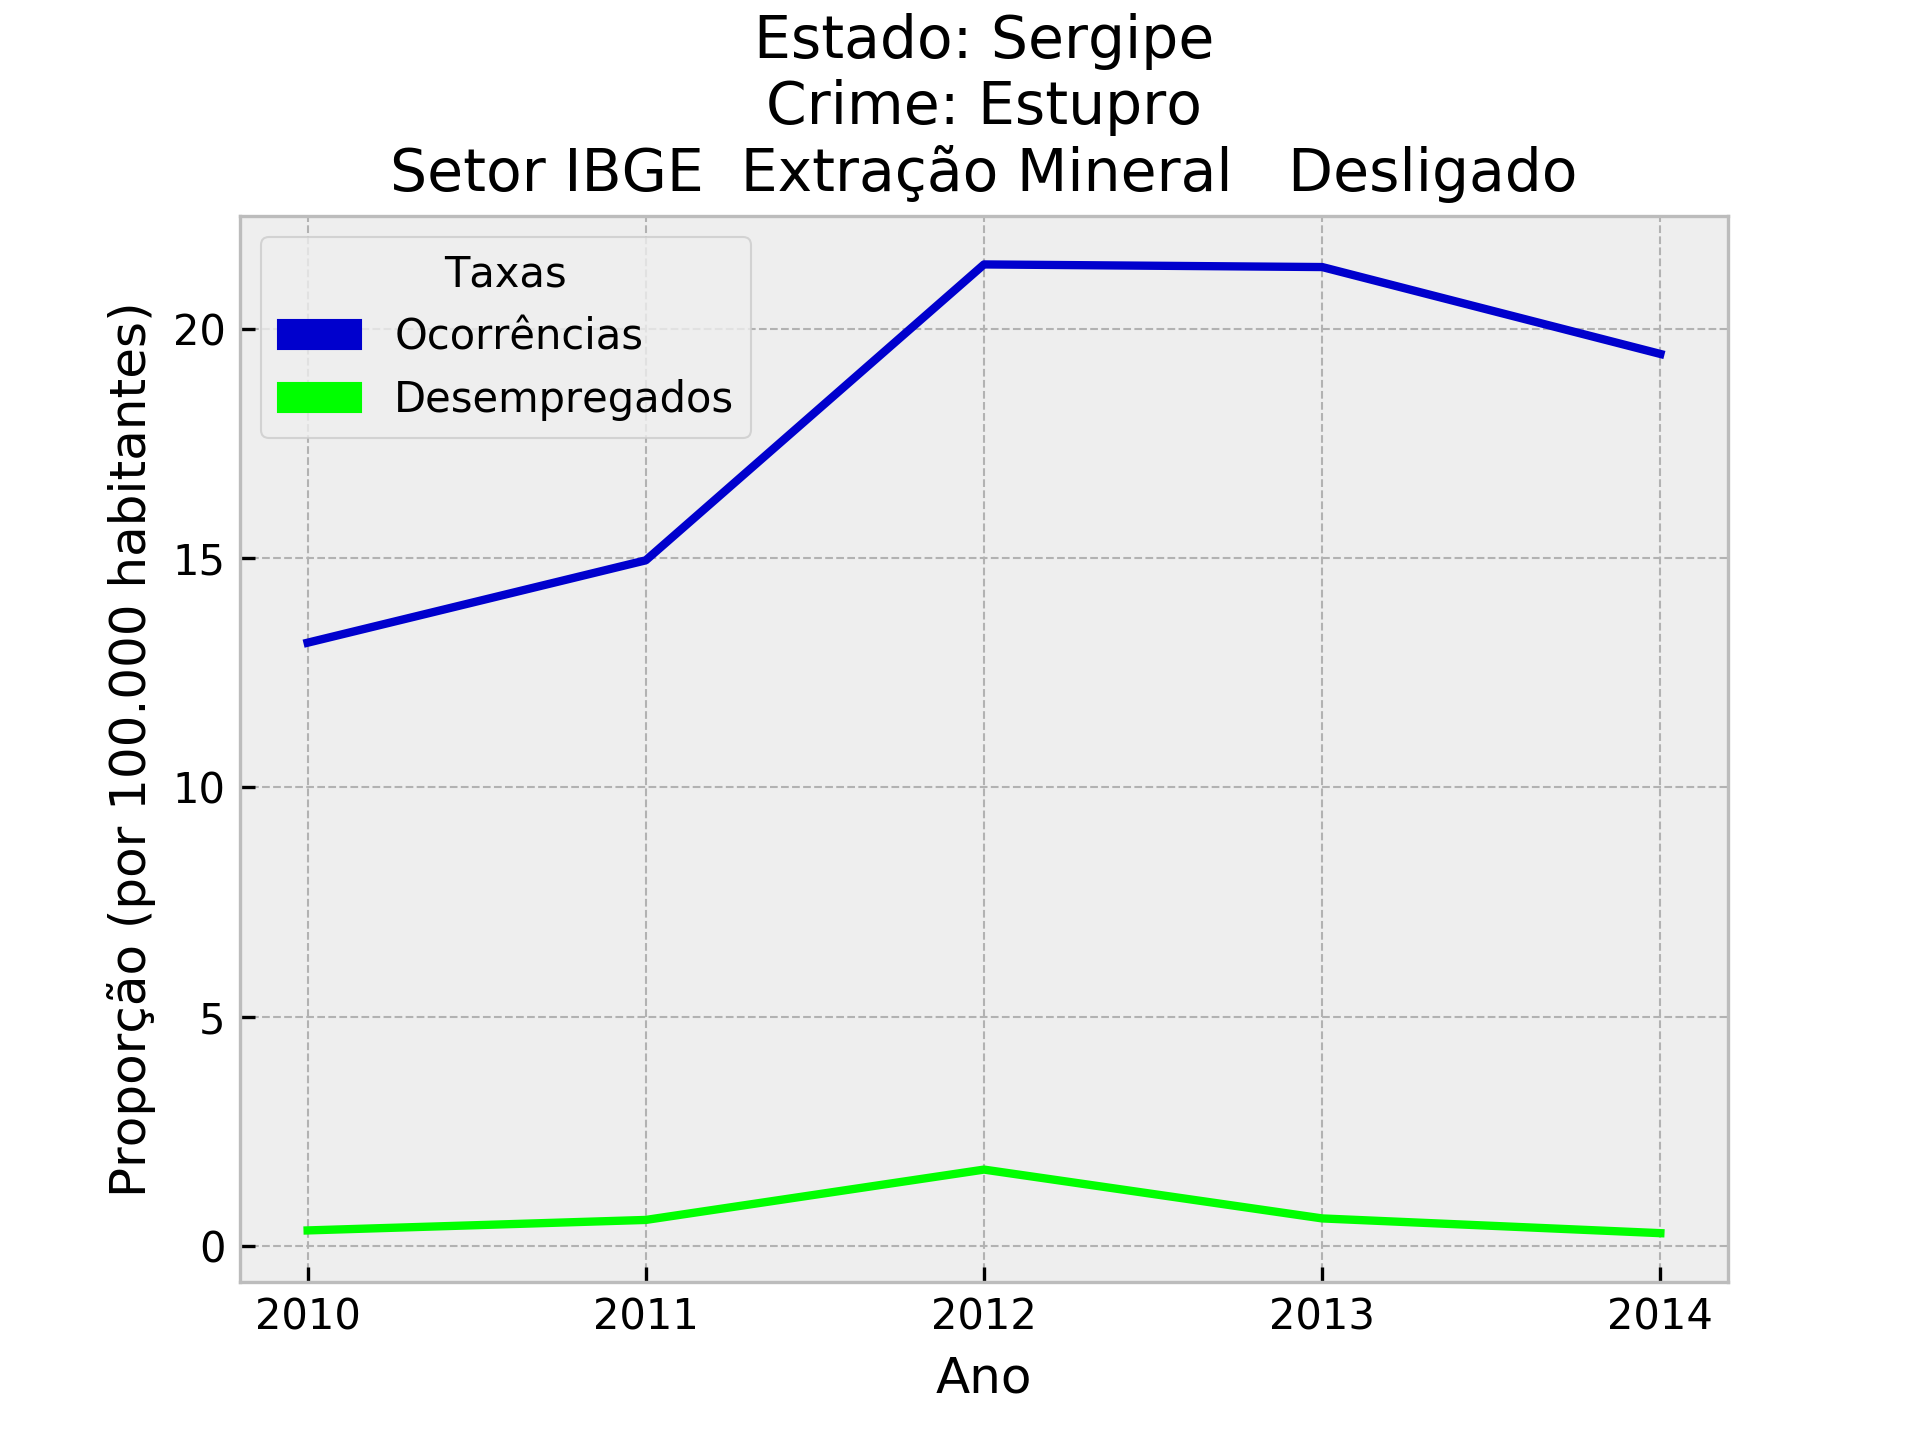 Estado: Sergipe
Crime: Estupro
Setor IBGE  Extração Mineral   Desligado
Taxas
Ocorrências
Desempregados
Proporção (por 100.000 habitantes)
20
15
10
5
0
2010
2011
2012
2013
2014
Ano